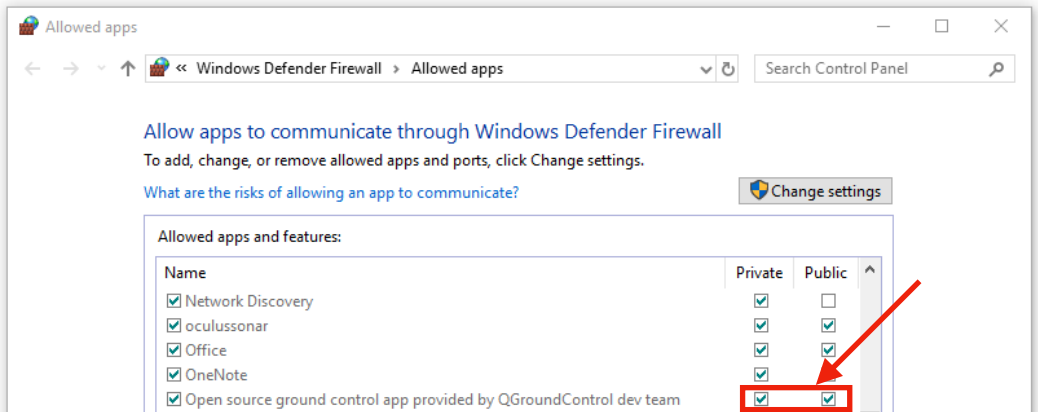 Allowed apps
« Windows Defender Firewall › Allowed apps
Search Control Panel
Allow apps to communicate through Windows Defender Firewall
To add, change, or remove allowed apps and ports, click Change settings.
What are the risks of allowing an app to communicate?
Change settings
Allowed apps and features:
Name Private Public
Network Discovery
oculussonar
Office
OneNote
Open source ground control app provided by QGroundControl dev team